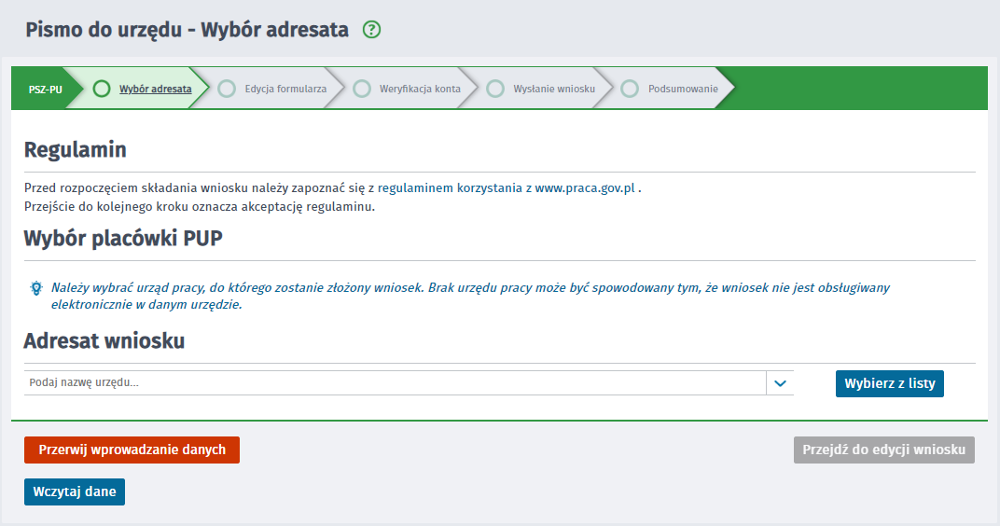 Pismo do urzędu - Wybór adresata ?
PSZ-PU Wybór adresata Edycja formularza Weryfikacja konta Wysłanie wniosku Podsumowanie
Regulamin
Przed rozpoczęciem składania wniosku należy zapoznać się z regulaminem korzystania z www.praca.gov.pl .
Przejście do kolejnego kroku oznacza akceptację regulaminu.
Wybór placówki PUP
Należy wybrać urząd pracy, do którego zostanie złożony wniosek. Brak urzędu pracy może być spowodowany tym, że wniosek nie jest obsługiwany
elektronicznie w danym urzędzie.
Adresat wniosku
Podaj nazwę urzędu... Wybierz z listy
Przerwij wprowadzanie danych Przejdź do edycji wniosku
Wczytaj dane